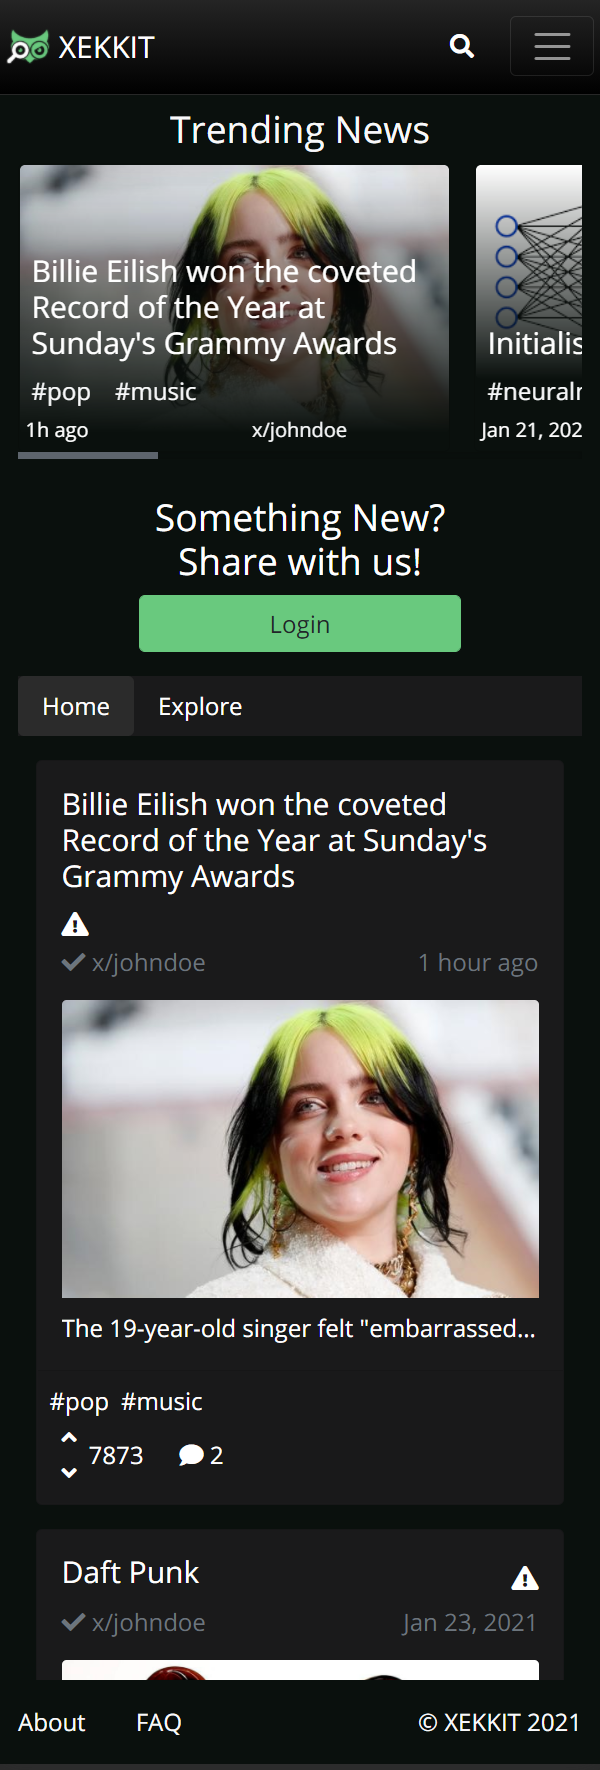 XEKKIT
Trending News
Billie Eilish won the coveted
Record of the Year at
Sunday's Grammy Awards
#pop #music
1h ago x/johndoe
Initialis
#neuralr
Jan 21, 202
Something New?
Share with us!
Login
Home Explore
Billie Eilish won the coveted
Record of the Year at Sunday's
Grammy Awards
x/johndoe 1 hour ago
The 19-year-old singer felt "embarrassed...
#pop #music
7873 2
Daft Punk
x/johndoe Jan 23, 2021
About FAQ © XEKKIT 2021